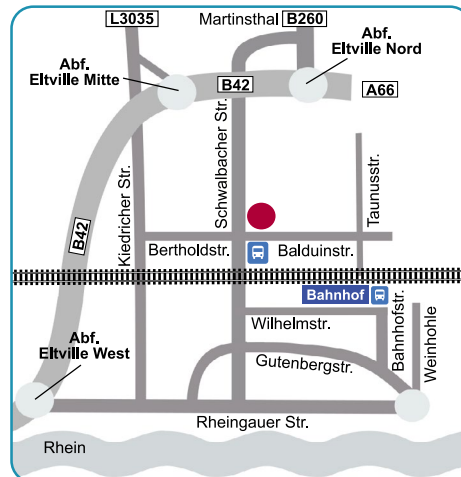 L3035
Martinsthal
B260
Abf.
Eltville Mitte
Abf.
Eltville Nord
B42
A66
Kiedricher Str.
Schwalbacher Str.
Taunusstr.
B42
Bertholdstr.
Balduinstr.
Bahnhof
Wilhelmstr.
Bahnhofstr.
Weinhohle
Abf.
Eltville West
Gutenbergstr.
Rheingauer Str.
Rhein